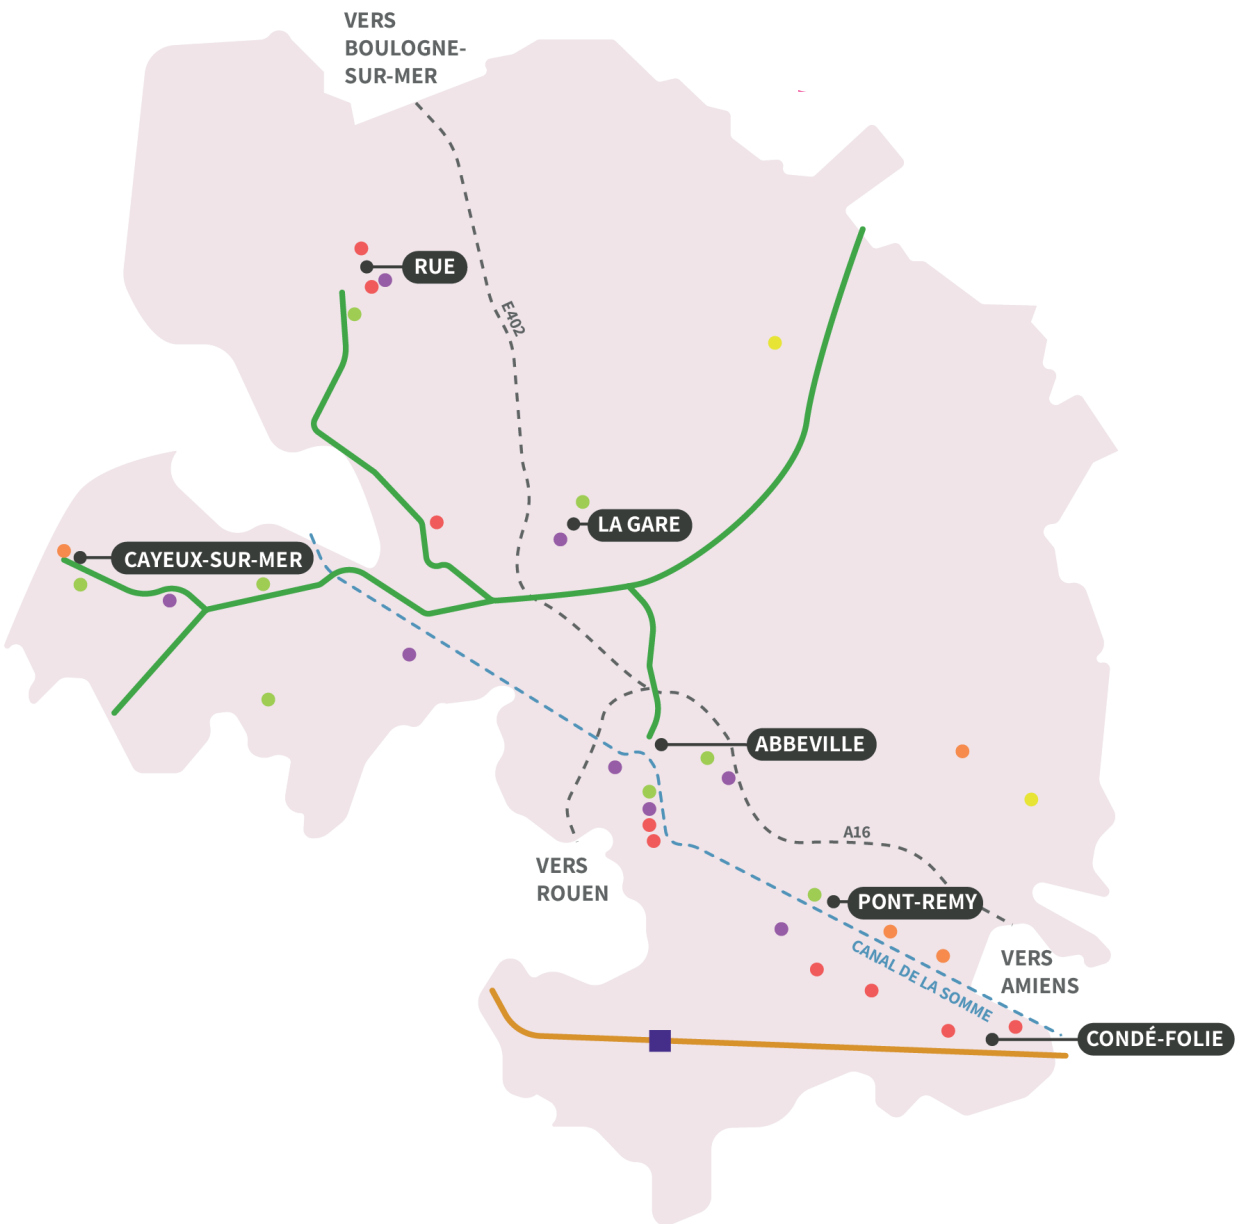 VERS
BOULOGNE-
SUR-MER
RUE
E402
LA GARE
CAYEUX-SUR-MER
ABBEVILLE
A16
VERS
ROUEN
PONT-REMY
CANAL DE LA SOMME
VERS
AMIENS
CONDÉ-FOLIE